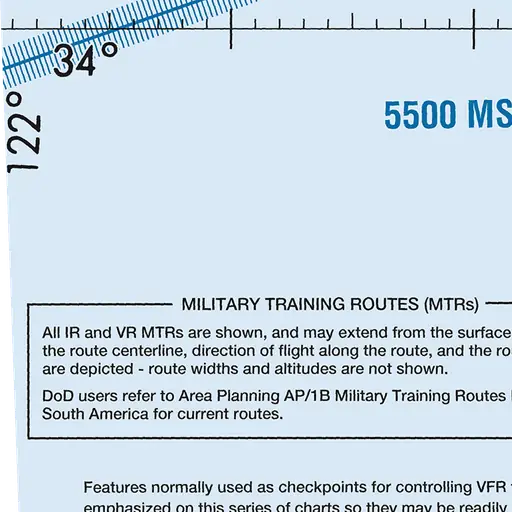 34°
122°
5500 MS
MILITARY TRAINING ROUTES (MTRs)
All IR and VR MTRs are shown, and may extend from the surface
the route centerline, direction of flight along the route, and the ro
are depicted - route widths and altitudes are not shown.
DoD users refer to Area Planning AP/1B Military Training Routes
South America for current routes.
Features normally used as checkpoints for controlling VFR
emphasized on this series of charts so they may be readily